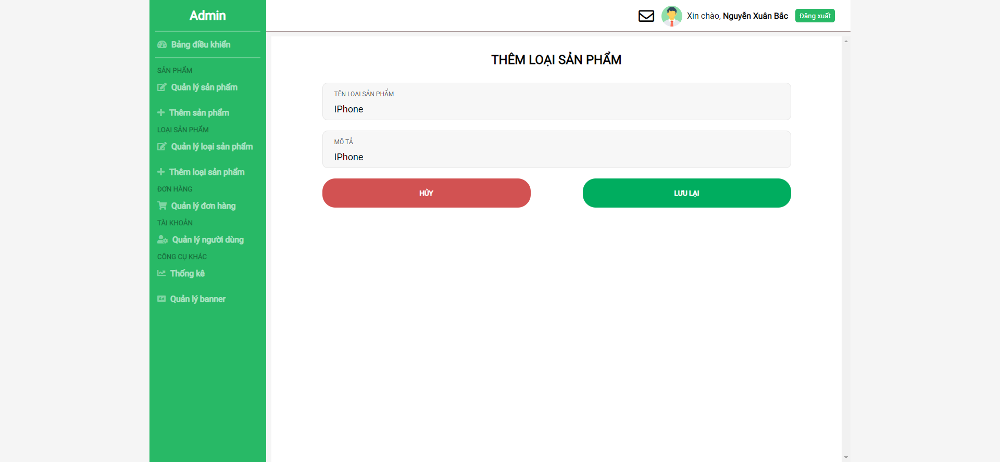 Admin
Bảng điều khiển
SẢN PHẨM
Quản lý sản phẩm
Thêm sản phẩm
LOẠI SẢN PHẨM
Quản lý loại sản phẩm
Thêm loại sản phẩm
ĐƠN HÀNG
Quản lý đơn hàng
TÀI KHOẢN
Quản lý người dùng
CÔNG CỤ KHÁC
Thống kê
Ad Quản lý banner
Xin chào, Nguyễn Xuân Bắc Đăng xuất
THÊM LOẠI SẢN PHẨM
TÊN LOẠI SẢN PHẨM
IPhone
MÔ TẢ
IPhone
HỦY LƯU LẠI